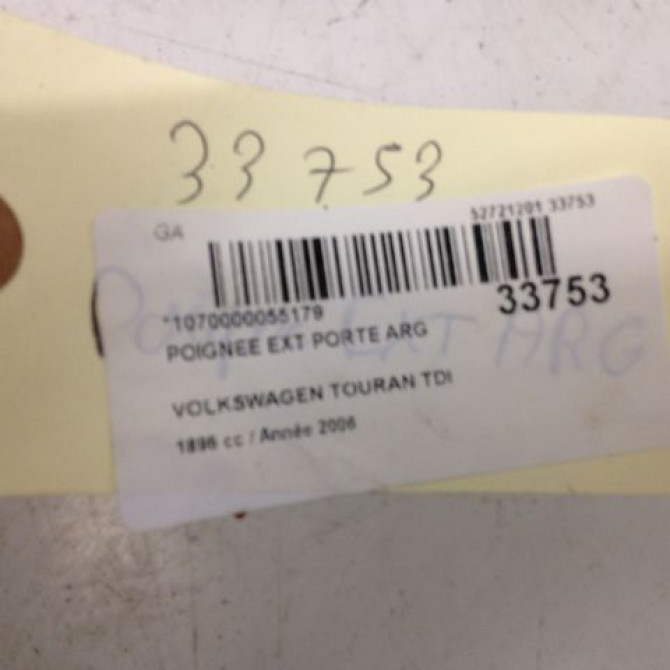 33753
GA
52721201 33753
33753
*1070000055179
POIGNEE EXT PORTE ARG
VOLKSWAGEN TOURAN TDI
1896 cc / Année 2006